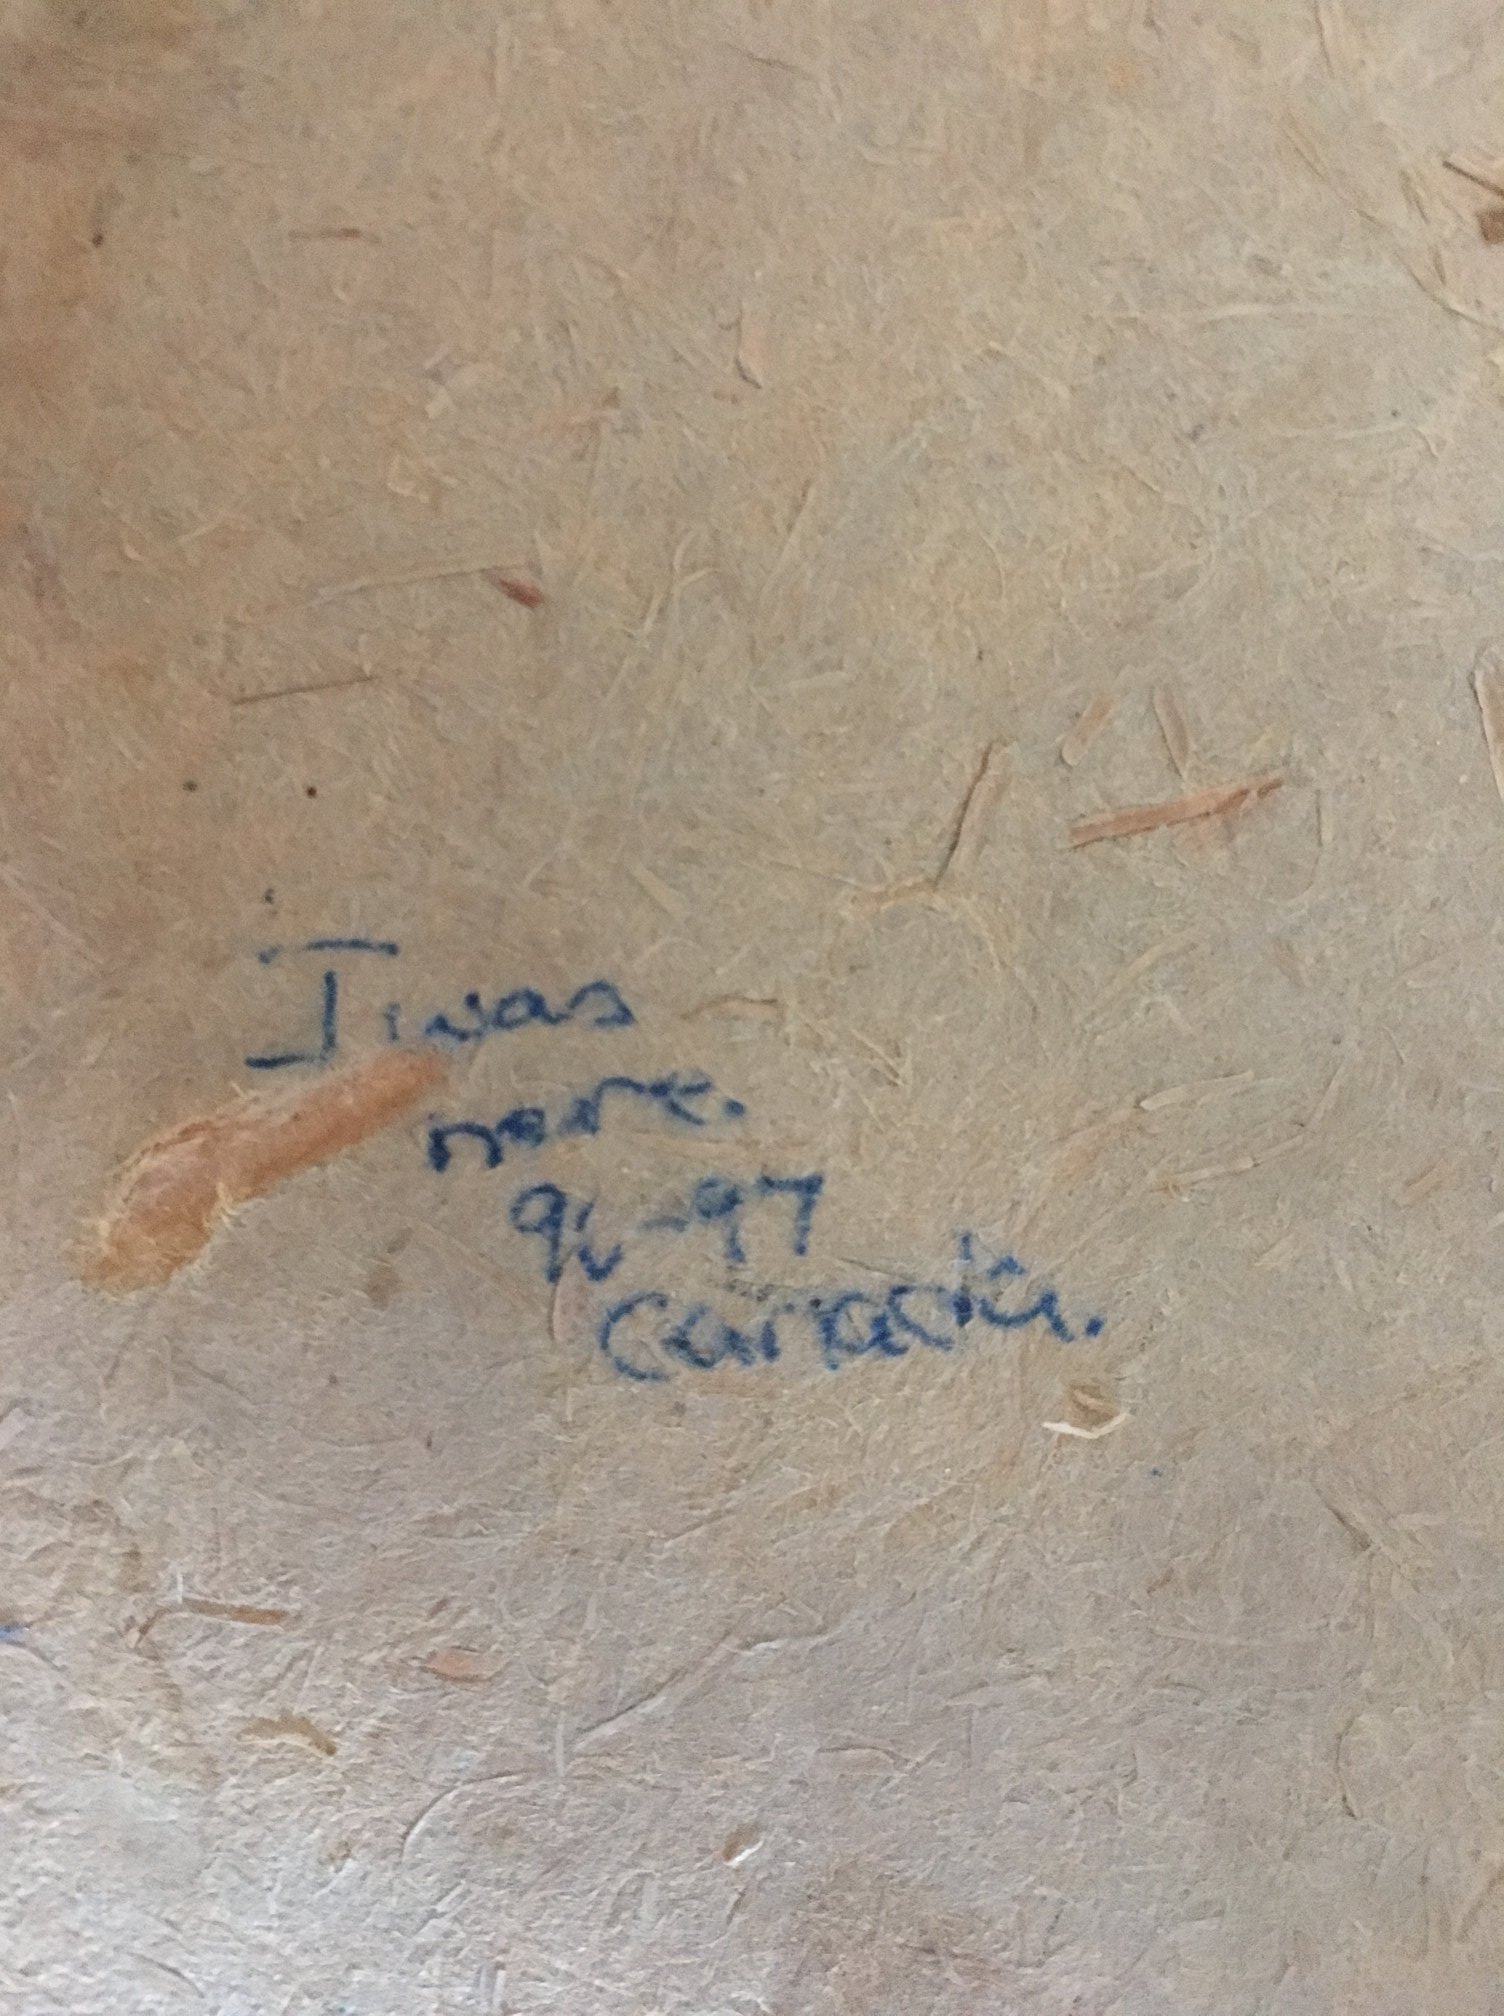 I was
here.
96-97
Canada.